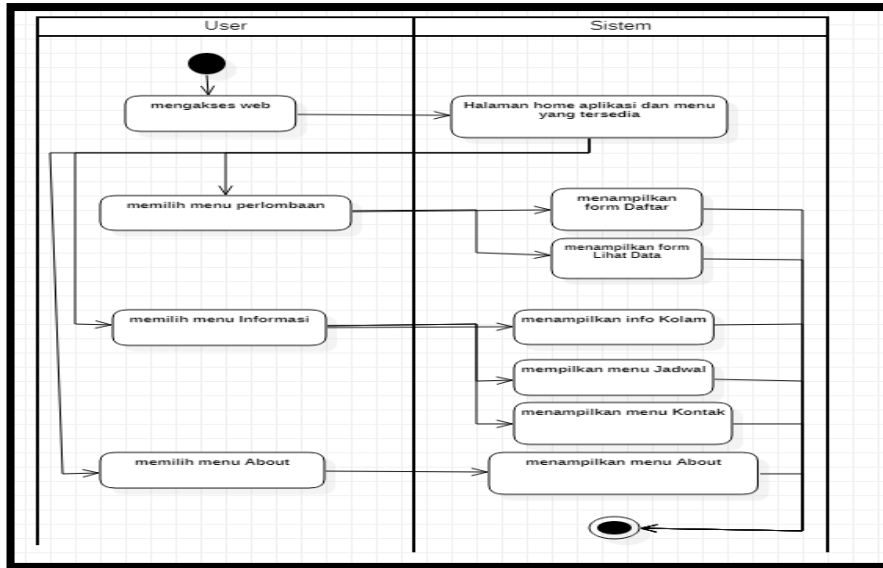 User
Sistem
mengakses web
Halaman home aplikasi dan menu
yang tersedia
memilih menu perlombaan
menampilkan
form Daftar
menampilkan form
Lihat Data
memilih menu Informasi
menampilkan info Kolam
mempilkan menu Jadwal
menampilkan menu Kontak
memilih menu About
menampilkan menu About